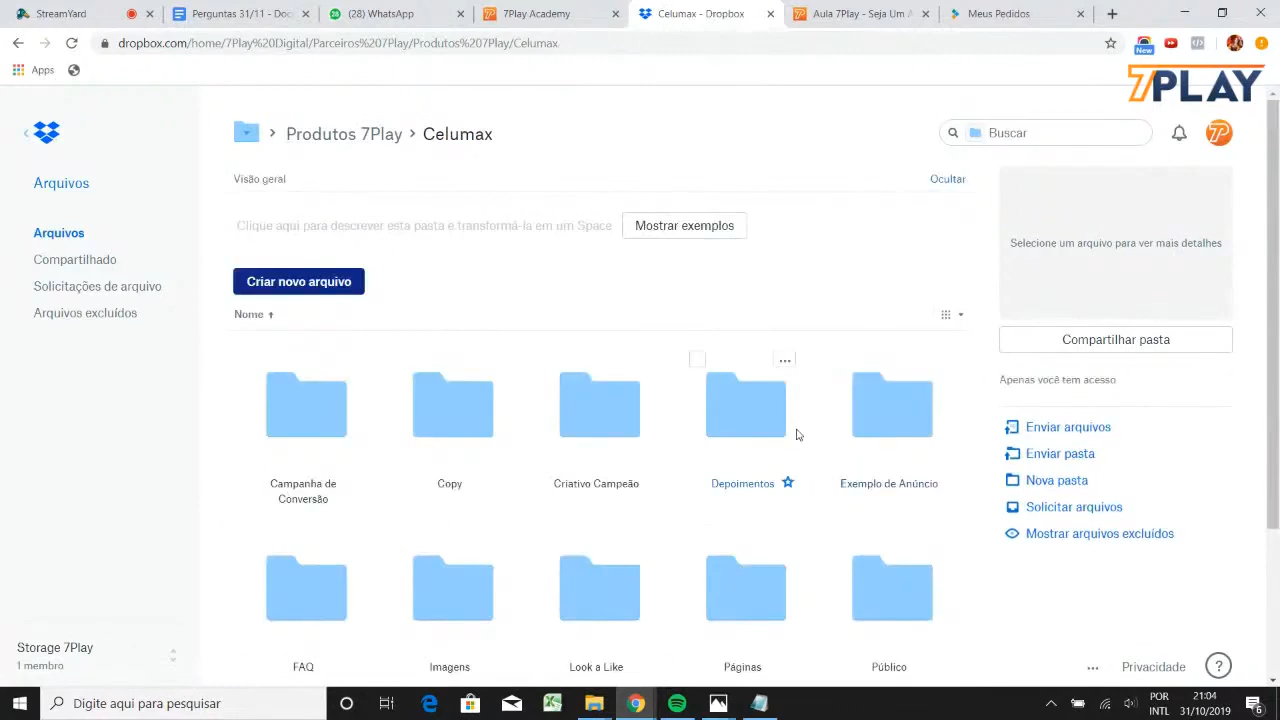 StreamYard
Perguntas 31/11 - Doc
(28) WhatsApp
7Play Academy
Celumax - Dropbox
Aula 7Play - Seja Um A
Meus Pedidos
dropbox.com/home/7Play%20Digital/Parceiros%207Play/Produtos%207Play/Celumax
New
Apps
7PLAY
Produtos 7Play > Celumax
Buscar
Arquivos
Visão geral
Ocultar
Clique aqui para descrever esta pasta e transformá-la em um Space
Mostrar exemplos
Selecione um arquivo para ver mais detalhes
Arquivos
Compartilhado
Solicitações de arquivo
Arquivos excluídos
Criar novo arquivo
Nome
Compartilhar pasta
Apenas você tem acesso
Enviar arquivos
Enviar pasta
Nova pasta
Solicitar arquivos
Mostrar arquivos excluídos
Campanha de
Conversão
Copy
Criativo Campeão
Depoimentos
Exemplo de Anúncio
FAQ
Imagens
Look a Like
Páginas
Público
Storage 7Play
1 membro
Privacidade
?
Digite aqui para pesquisar
POR
INTL
21:04
31/10/2019
6